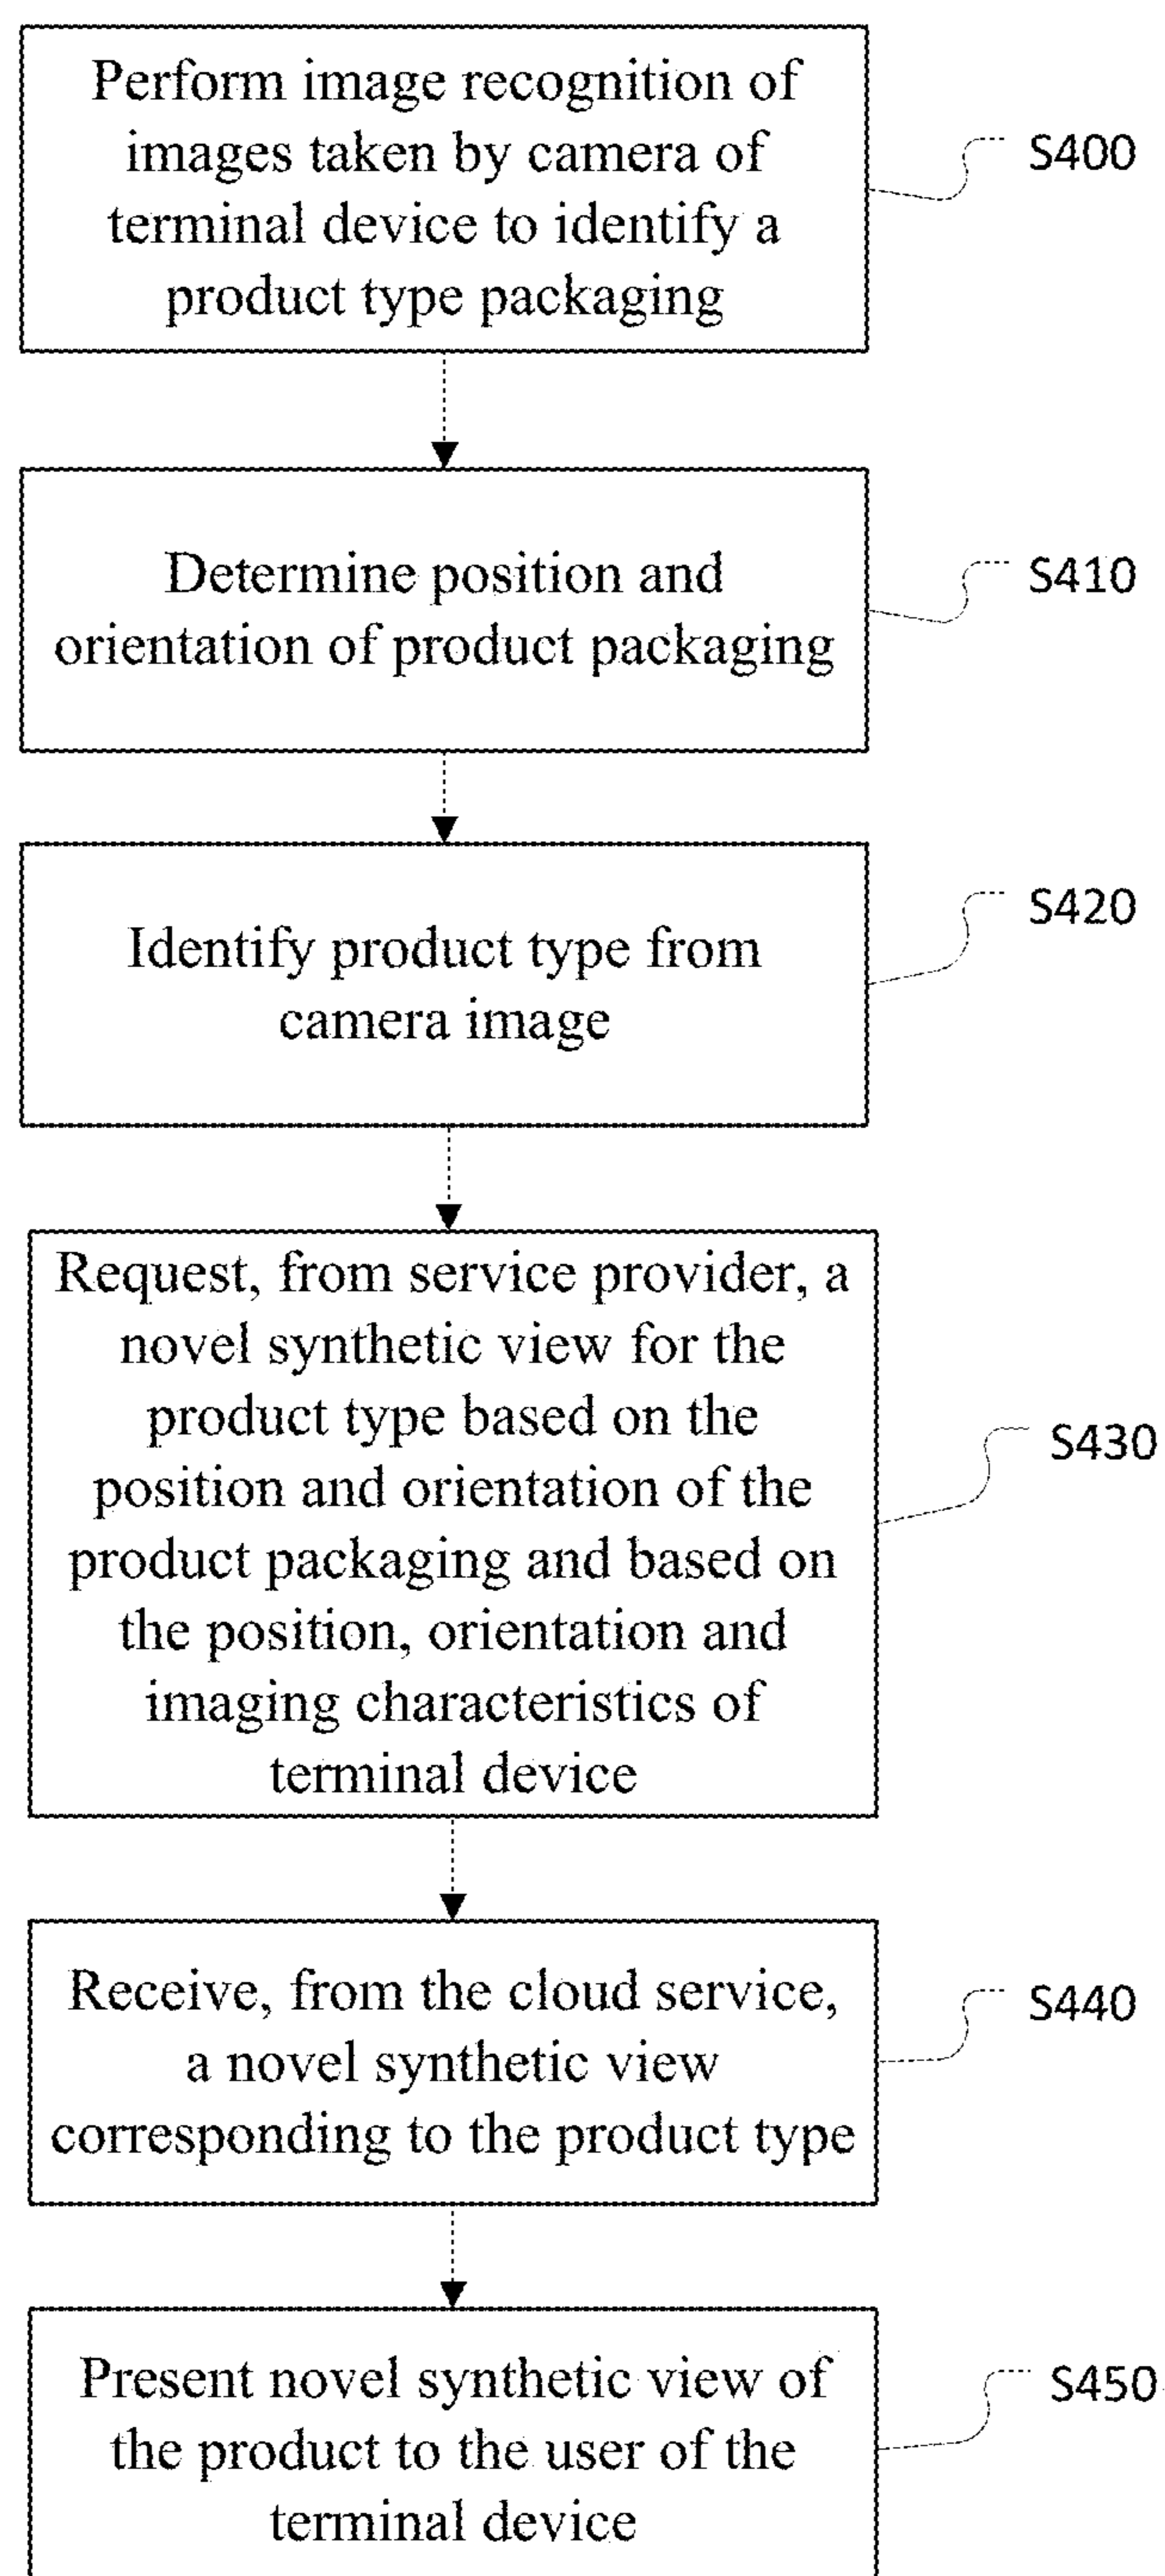 Perform image recognition of
images taken by camera of
terminal device to identify a
product type packaging
S400
Determine position and
orientation of product packaging
S410
Identify product type from
camera image
S420
Request, from service provider, a
novel synthetic view for the
product type based on the
position and orientation of the
product packaging and based on
the position, orientation and
imaging characteristics of
terminal device
S430
Receive, from the cloud service,
a novel synthetic view
corresponding to the product type
S440
Present novel synthetic view of
the product to the user of the
terminal device
S450